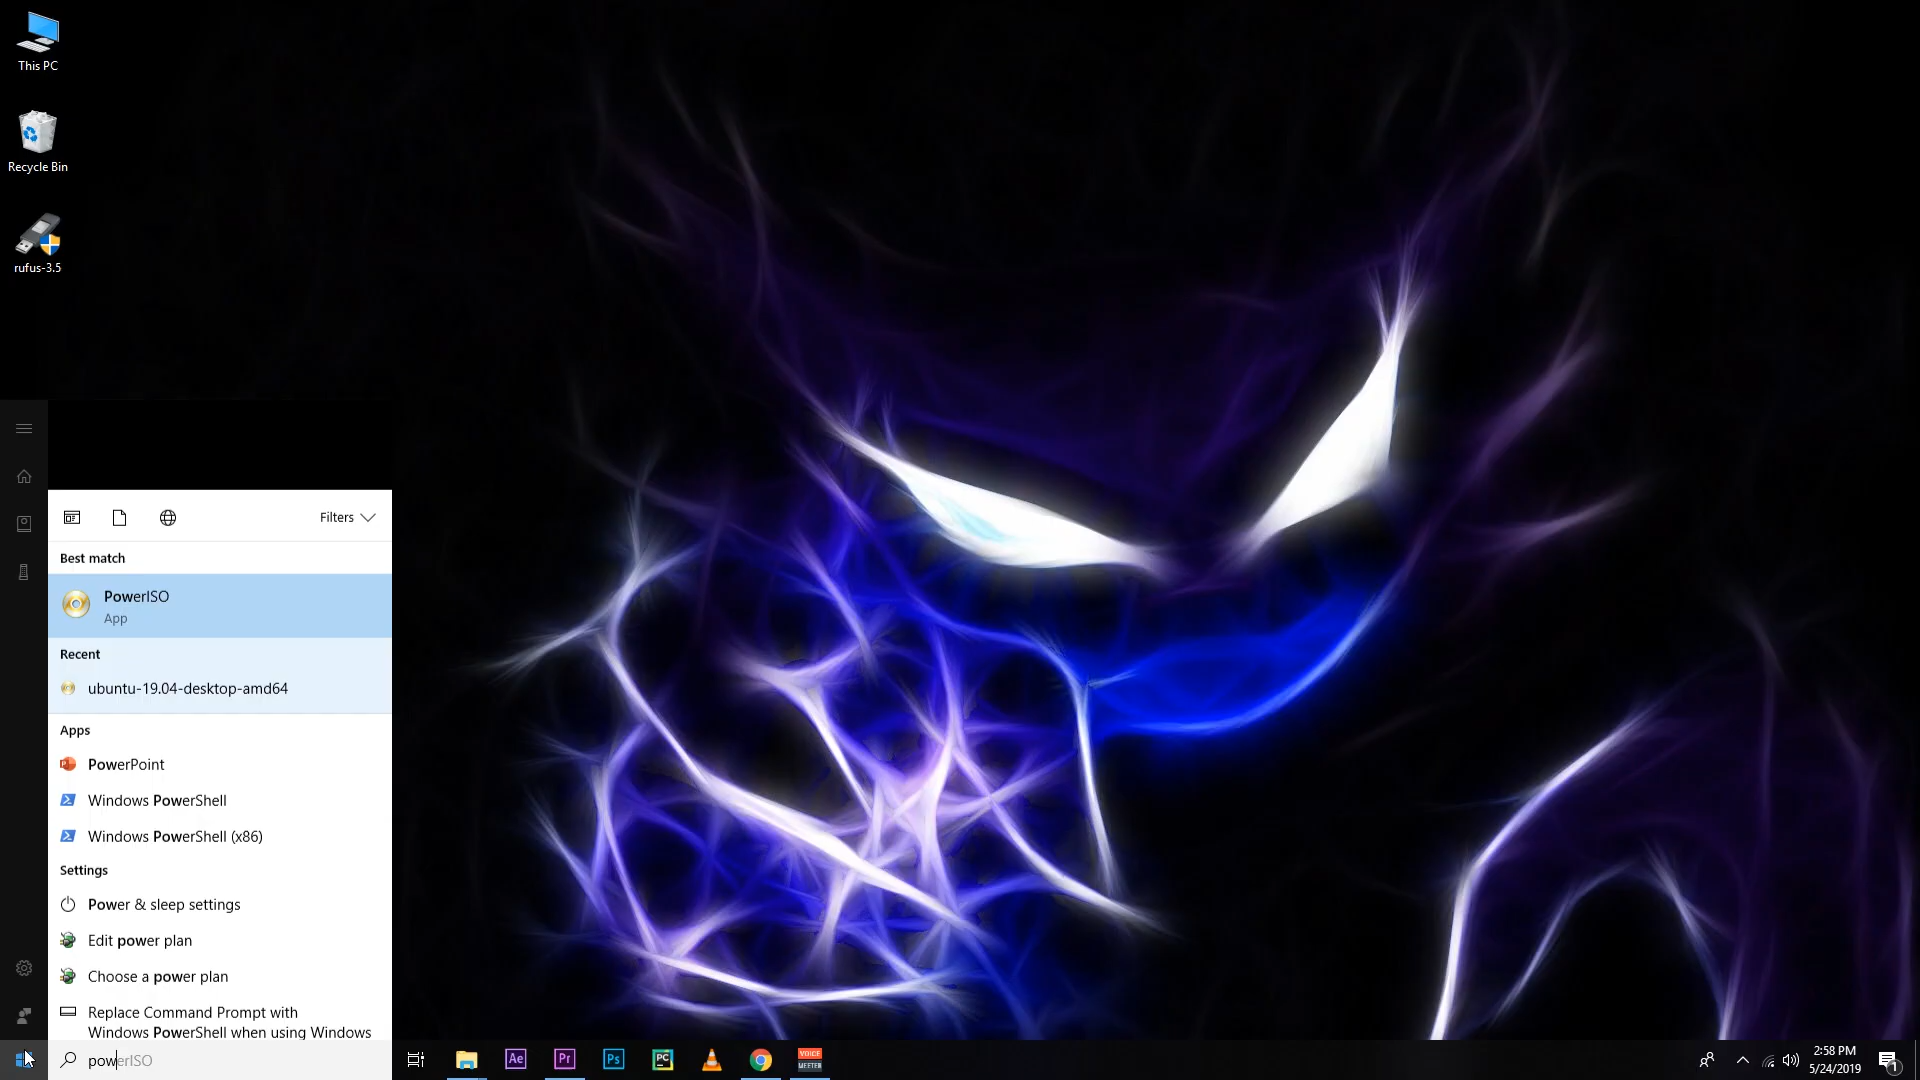 This PC
Recycle Bin
rufus-3.5
Filters
Best match
PowerISO
App
Recent
ubuntu-19.04-desktop-amd64
Apps
PowerPoint
Windows PowerShell
Windows PowerShell (x86)
Settings
Power & sleep settings
Edit power plan
Choose a power plan
Replace Command Prompt with
Windows PowerShell when using Windows
powerISO
Ae
Pr
Ps
PC
VOICE
MEETER
2:58 PM
5/24/2019
1